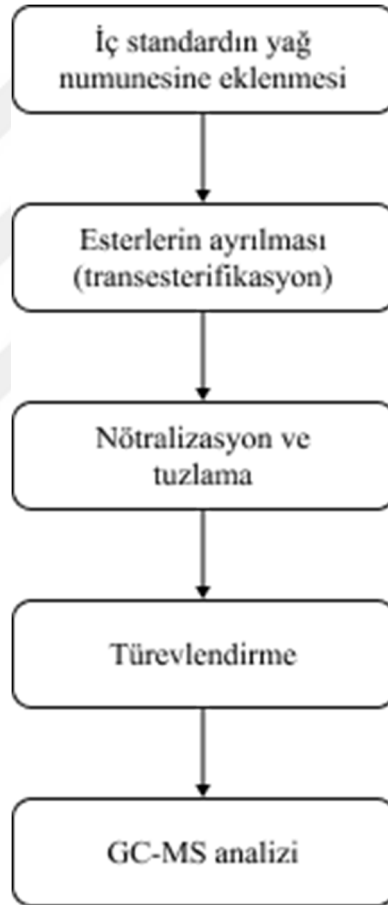 İç standardın yağ
numunesine eklenmesi
Esterlerin ayrılması
(transesterifikasyon)
Nötralizasyon ve
tuzlama
Türevlendirme
GC-MS analizi